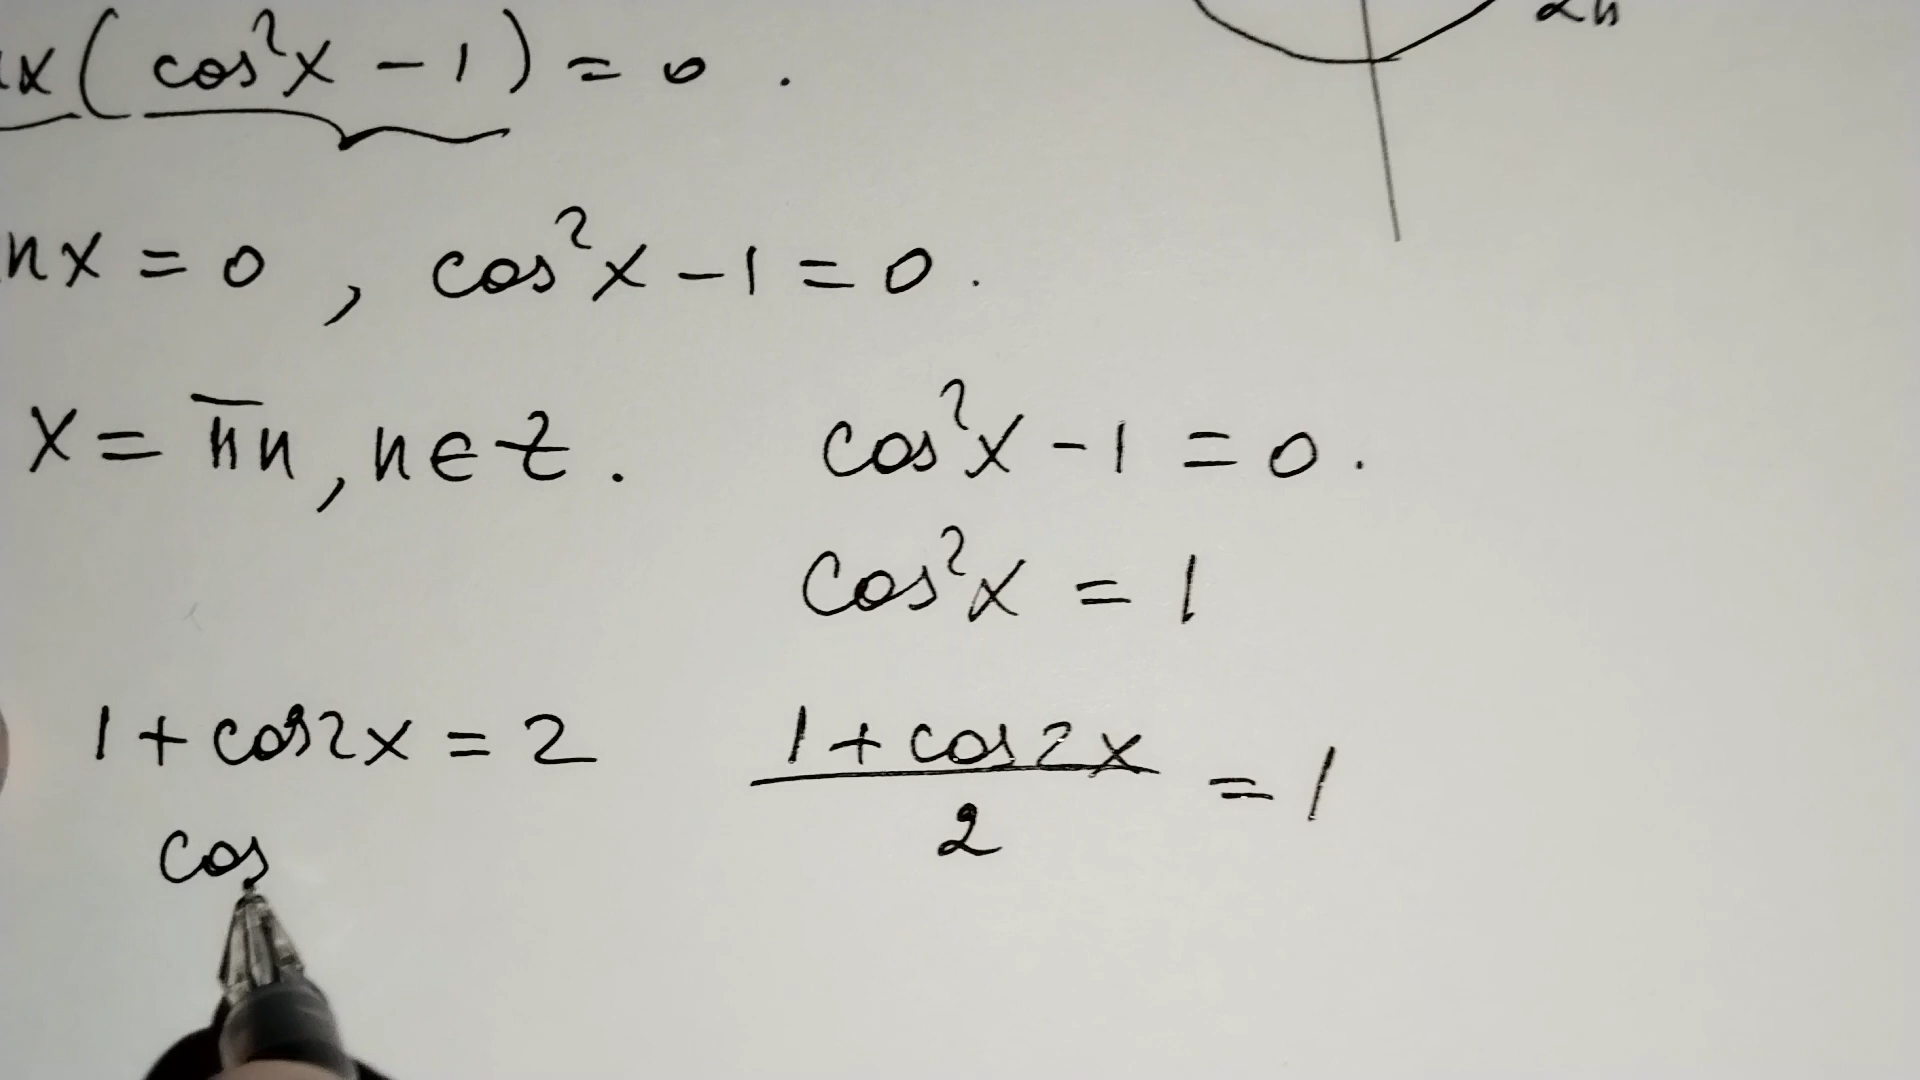 x(cos²x - 1) = 0.
2π
nx = 0, cos²x - 1 = 0.
x = πn, n ∈ Z. cos²x - 1 = 0.
cos²x = 1
1 + cos2x = 2 (1 + cos2x)/2 = 1
cos